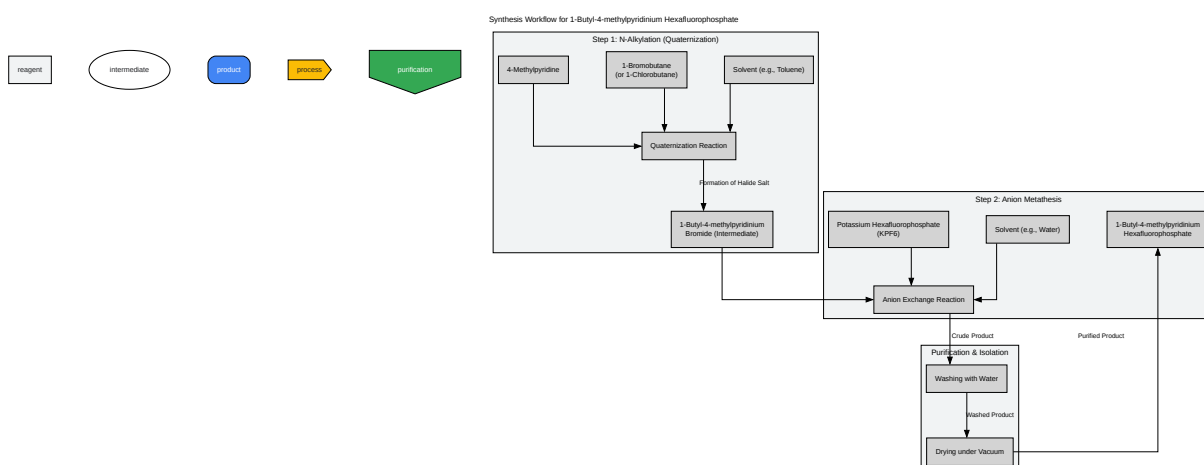 Synthesis Workflow for 1-Butyl-4-methylpyridinium Hexafluorophosphate
reagent
intermediate
product
process
purification
Step 1: N-Alkylation (Quaternization)
4-Methylpyridine
1-Bromobutane
(or 1-Chlorobutane)
Solvent (e.g., Toluene)
Quaternization Reaction
Formation of Halide Salt
1-Butyl-4-methylpyridinium
Bromide (Intermediate)
Step 2: Anion Metathesis
Potassium Hexafluorophosphate
(KPF6)
Solvent (e.g., Water)
1-Butyl-4-methylpyridinium
Hexafluorophosphate
Anion Exchange Reaction
Crude Product
Purified Product
Purification & Isolation
Washing with Water
Washed Product
Drying under Vacuum